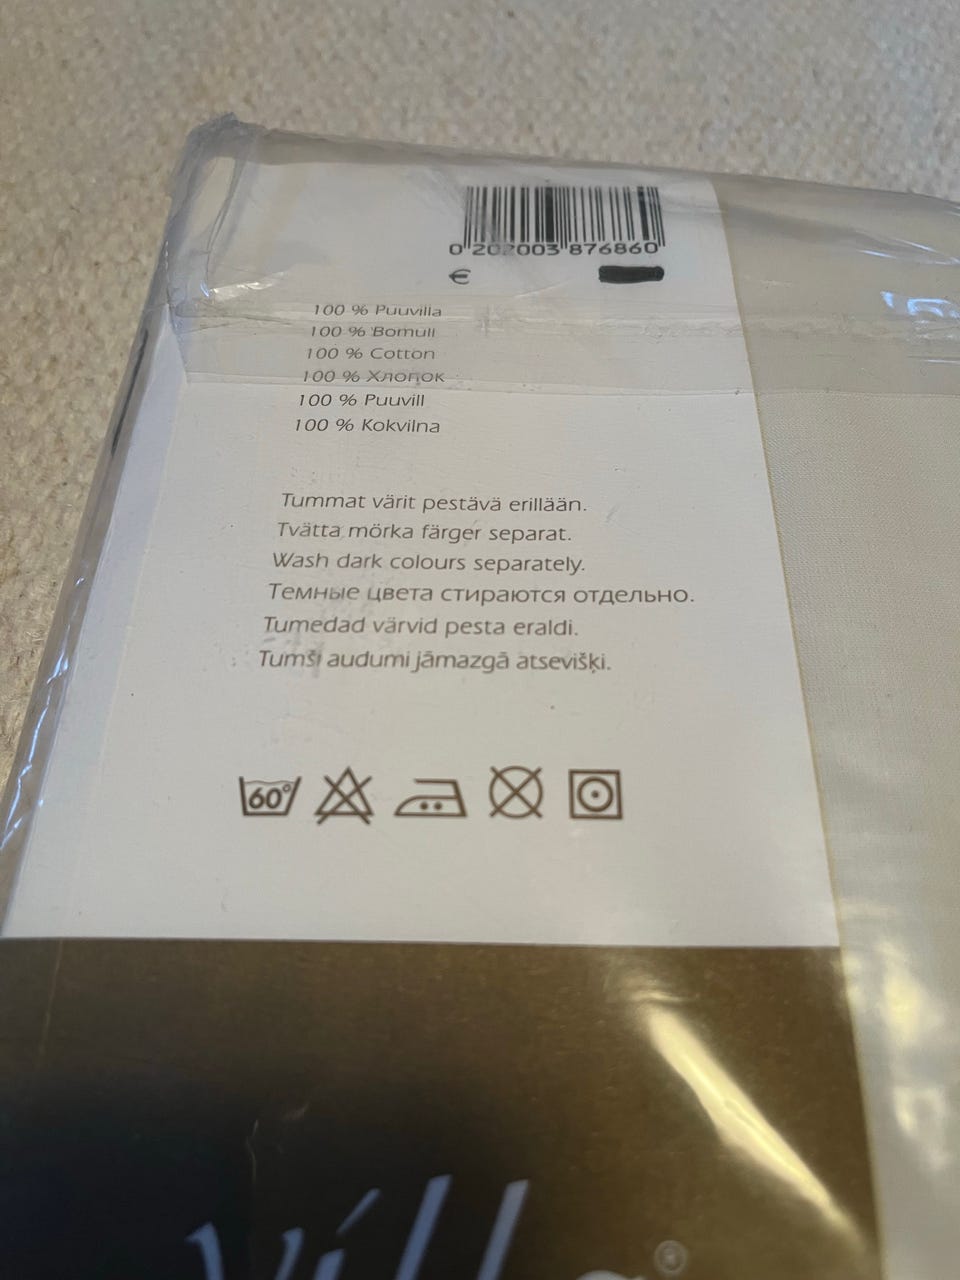 0 202003 876860
€
100 % Puuvilla
100 % Bomull
100 % Cotton
100 % Хлопок
100 % Puuvill
100 % Kokvilna
Tummat värit pestävä erillään.
Tvätta mörka färger separat.
Wash dark colours separately.
Темные цвета стираются отдельно.
Tumedad värvid pesta eraldi.
Tumši audumi jāmazgā atsevišķi.
60°
®